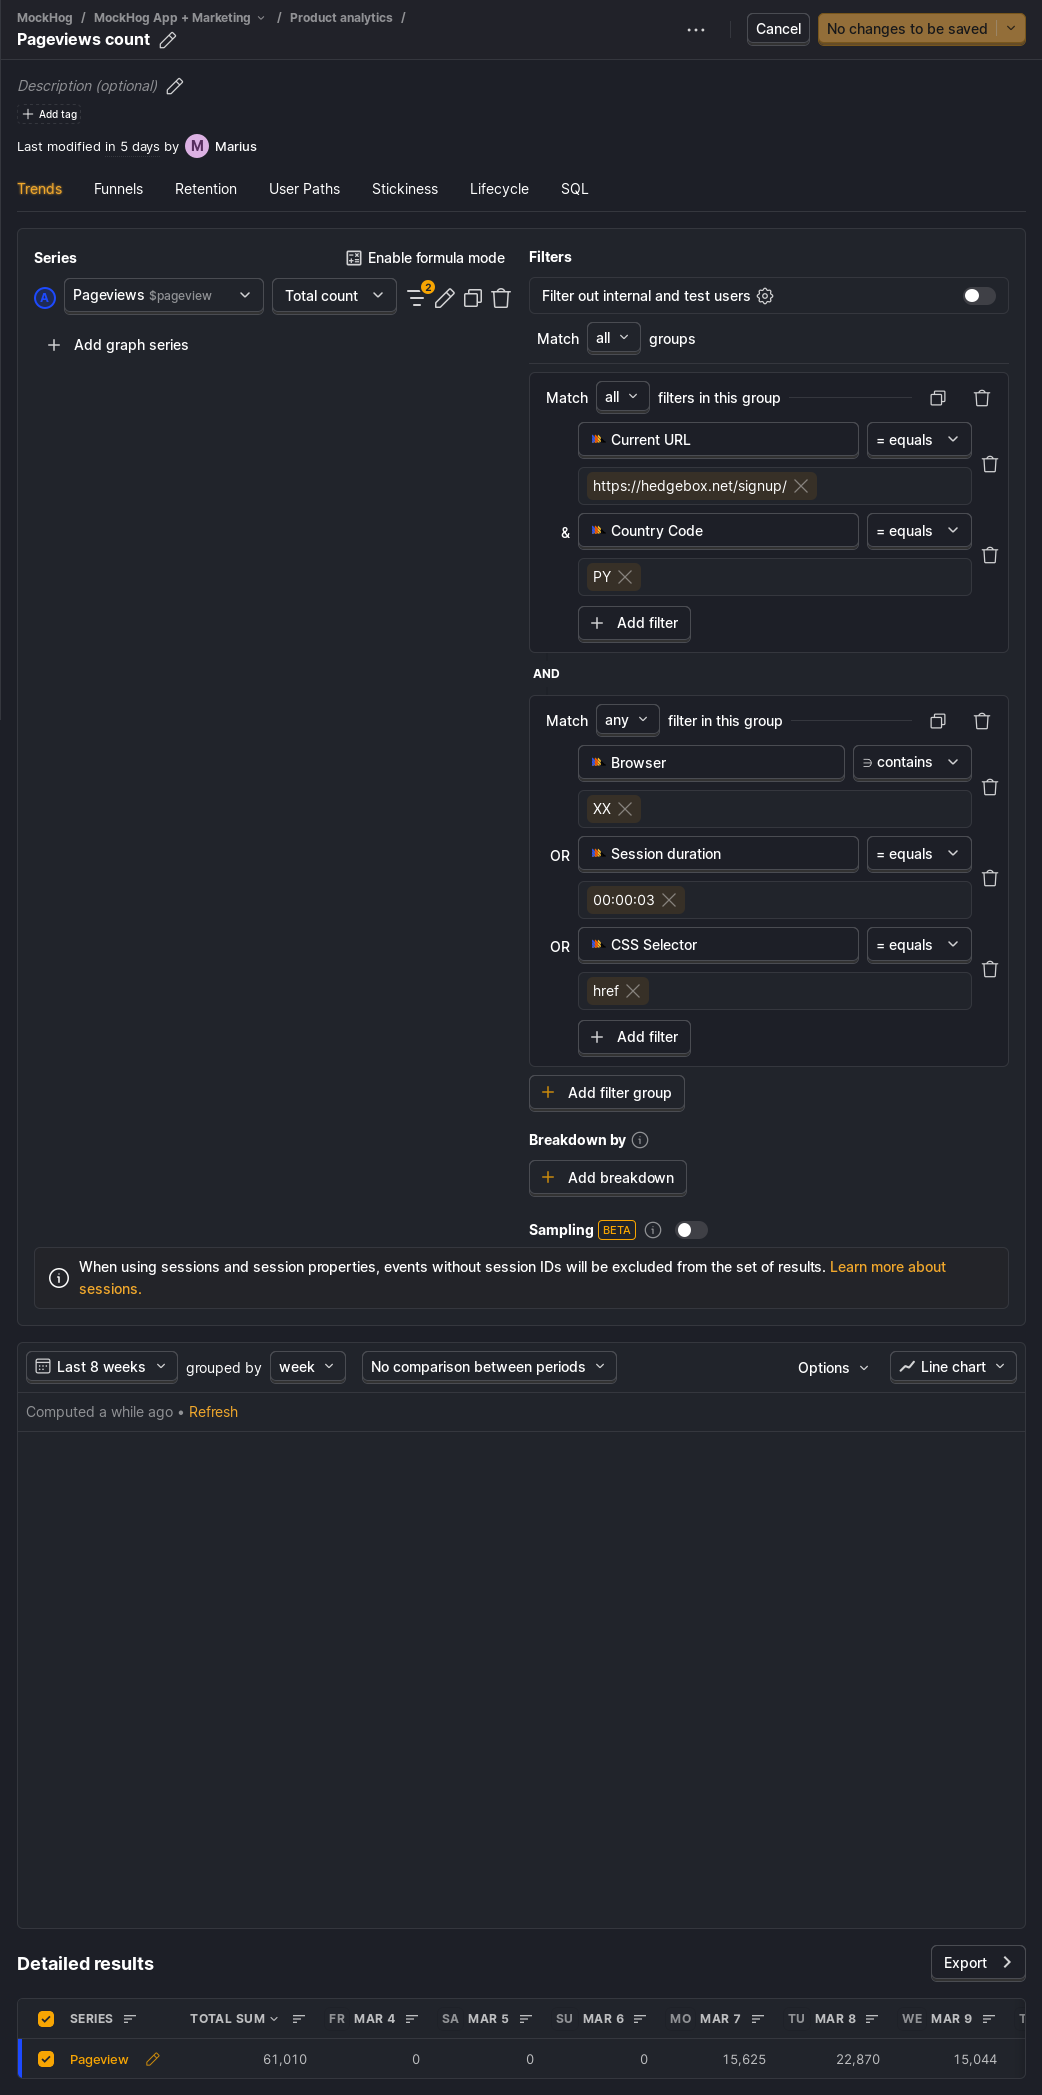 MockHog / MockHog App + Marketing / Product analytics /
Pageviews count
Cancel
No changes to be saved
Description (optional)
Add tag
Last modified in 5 days by M Marius
Trends Funnels Retention User Paths Stickiness Lifecycle SQL
Series
Enable formula mode
A Pageviews $pageview Total count 2
Add graph series
Filters
Filter out internal and test users
Match all groups
Match all filters in this group
Current URL = equals
https://hedgebox.net/signup/
& Country Code = equals
PY
Add filter
AND
Match any filter in this group
Browser ∋ contains
XX
OR Session duration = equals
00:00:03
OR CSS Selector = equals
href
Add filter
Add filter group
Breakdown by
Add breakdown
Sampling BETA
When using sessions and session properties, events without session IDs will be excluded from the set of results. Learn more about
sessions.
Last 8 weeks grouped by week No comparison between periods Options Line chart
Computed a while ago • Refresh
Detailed results
Export
SERIES TOTAL SUM FR MAR 4 SA MAR 5 SU MAR 6 MO MAR 7 TU MAR 8 WE MAR 9 T
Pageview 61,010 0 0 0 15,625 22,870 15,044